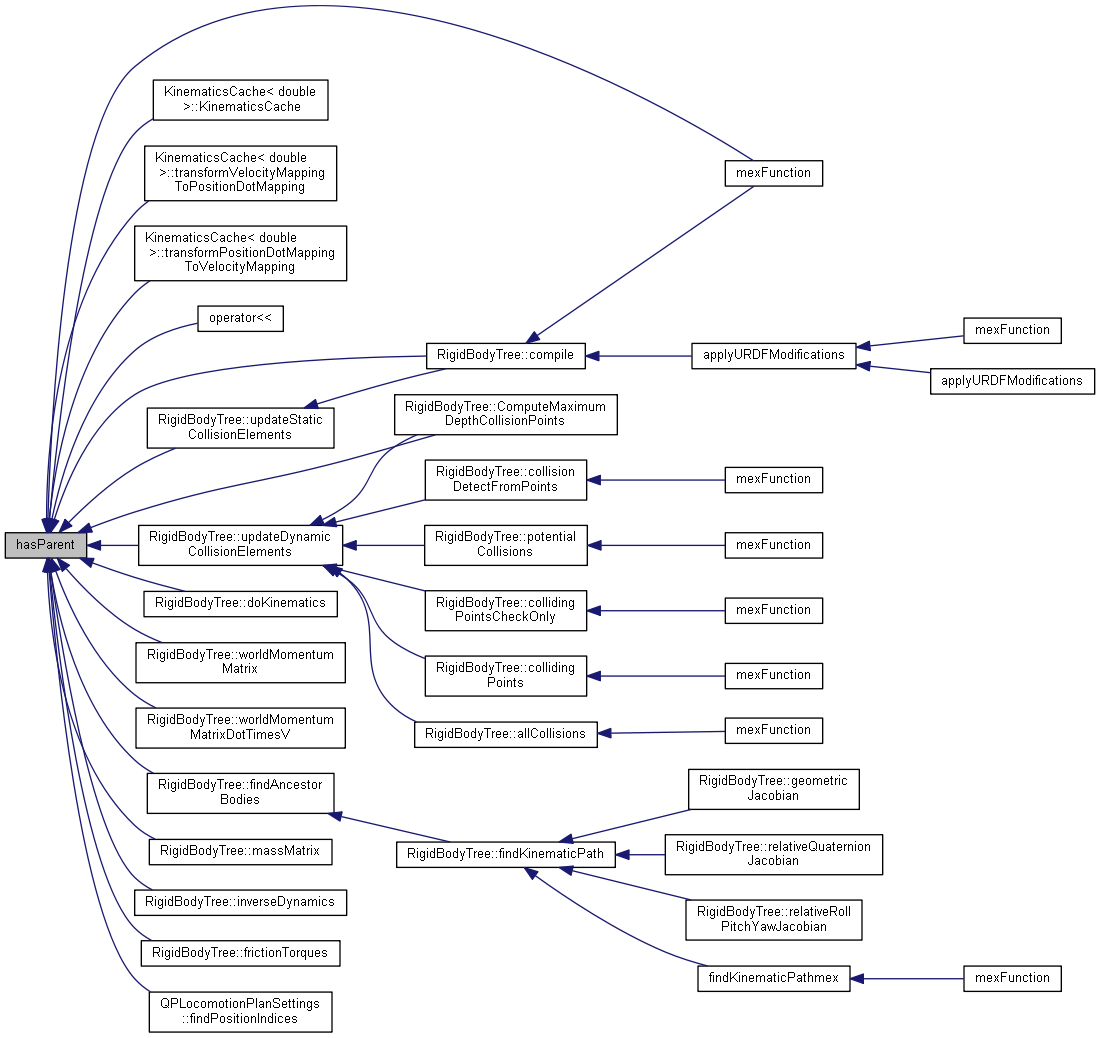 hasParent
KinematicsCache< double
>::KinematicsCache
KinematicsCache< double
>::transformVelocityMapping
ToPositionDotMapping
KinematicsCache< double
>::transformPositionDotMapping
ToVelocityMapping
operator<<
RigidBodyTree::updateStatic
CollisionElements
RigidBodyTree::updateDynamic
CollisionElements
RigidBodyTree::doKinematics
RigidBodyTree::worldMomentum
Matrix
RigidBodyTree::worldMomentum
MatrixDotTimesV
RigidBodyTree::findAncestor
Bodies
RigidBodyTree::massMatrix
RigidBodyTree::inverseDynamics
RigidBodyTree::frictionTorques
QPLocomotionPlanSettings
::findPositionIndices
RigidBodyTree::compile
RigidBodyTree::ComputeMaximum
DepthCollisionPoints
RigidBodyTree::collision
DetectFromPoints
RigidBodyTree::potential
Collisions
RigidBodyTree::colliding
PointsCheckOnly
RigidBodyTree::colliding
Points
RigidBodyTree::allCollisions
RigidBodyTree::findKinematicPath
mexFunction
applyURDFModifications
mexFunction
mexFunction
mexFunction
mexFunction
mexFunction
RigidBodyTree::geometric
Jacobian
RigidBodyTree::relativeQuaternion
Jacobian
RigidBodyTree::relativeRoll
PitchYawJacobian
findKinematicPathmex
mexFunction
applyURDFModifications
mexFunction